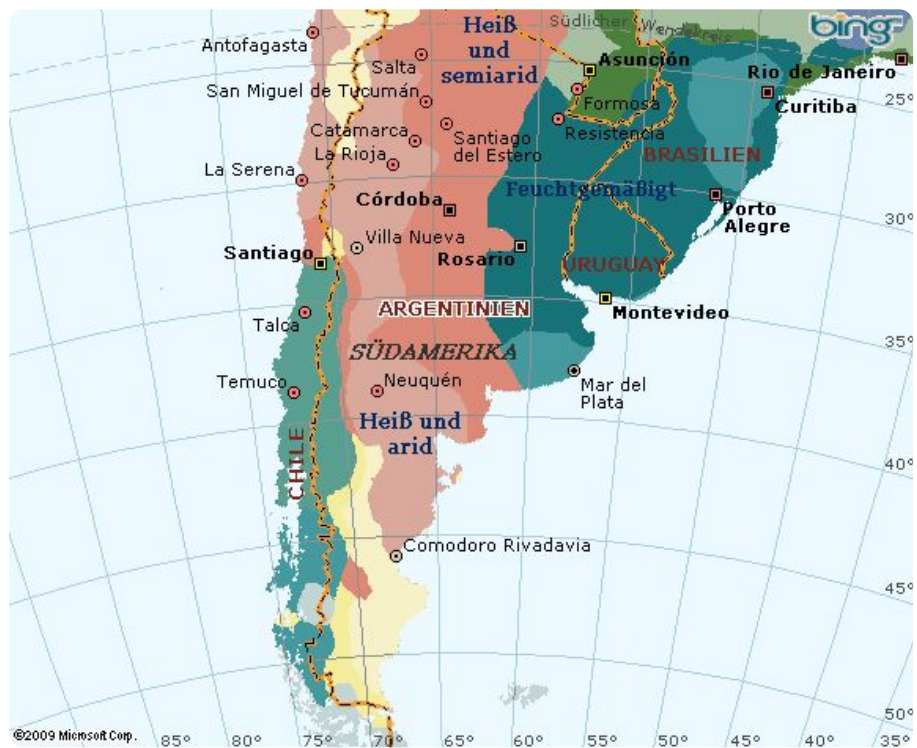 Heiß
und
semiarid
Südlicher Wendekreis
bing
Antofagasta
Salta
Asunción
Rio de Janeiro
San Miguel de Tucumán
Formosa
Curitiba
25°
Catamarca
Santiago
del Estero
Resistencia
La Rioja
BRASILIEN
La Serena
Feuchtgemäßigt
Córdoba
Porto
Alegre
30°
Villa Nueva
Santiago
Rosario
URUGUAY
ARGENTINIEN
Montevideo
Talca
35°
SÜDAMERIKA
Temuco
Neuquén
Mar del
Plata
Heiß und
arid
CHILE
40°
Comodoro Rivadavia
45°
50°
©2009 Microsoft Corp.
85°
80°
75°
70°
65°
60°
55°
50°
45°
40°
35°